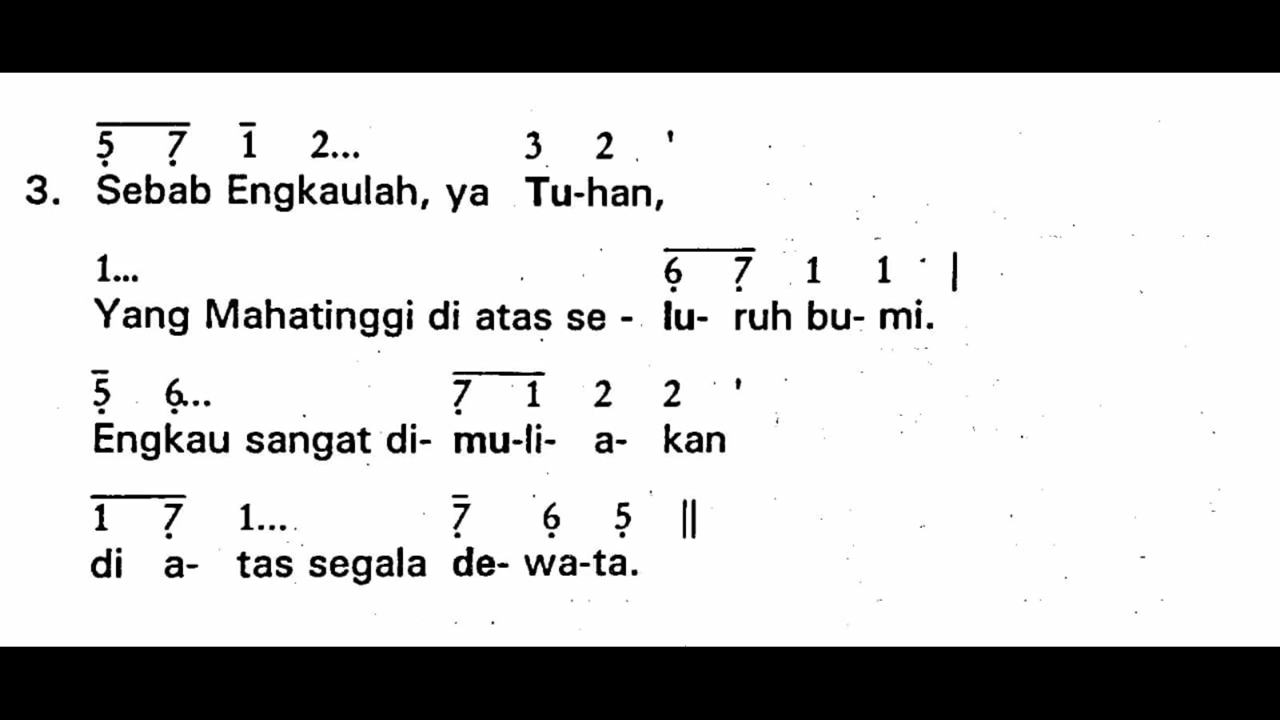 5̣ 7̣ 1̅ 2... 3 2 '
3. Sebab Engkaulah, ya Tu-han,
1... 6̣ 7̣ 1 1 ' |
Yang Mahatinggi di atas se - lu- ruh bu- mi.
5̣ 6̣... 7̣ 1 2 2 '
Engkau sangat di- mu-li- a- kan
1 7̣ 1... 7̣ 6̣ 5̣ ||
di a- tas segala de- wa-ta.